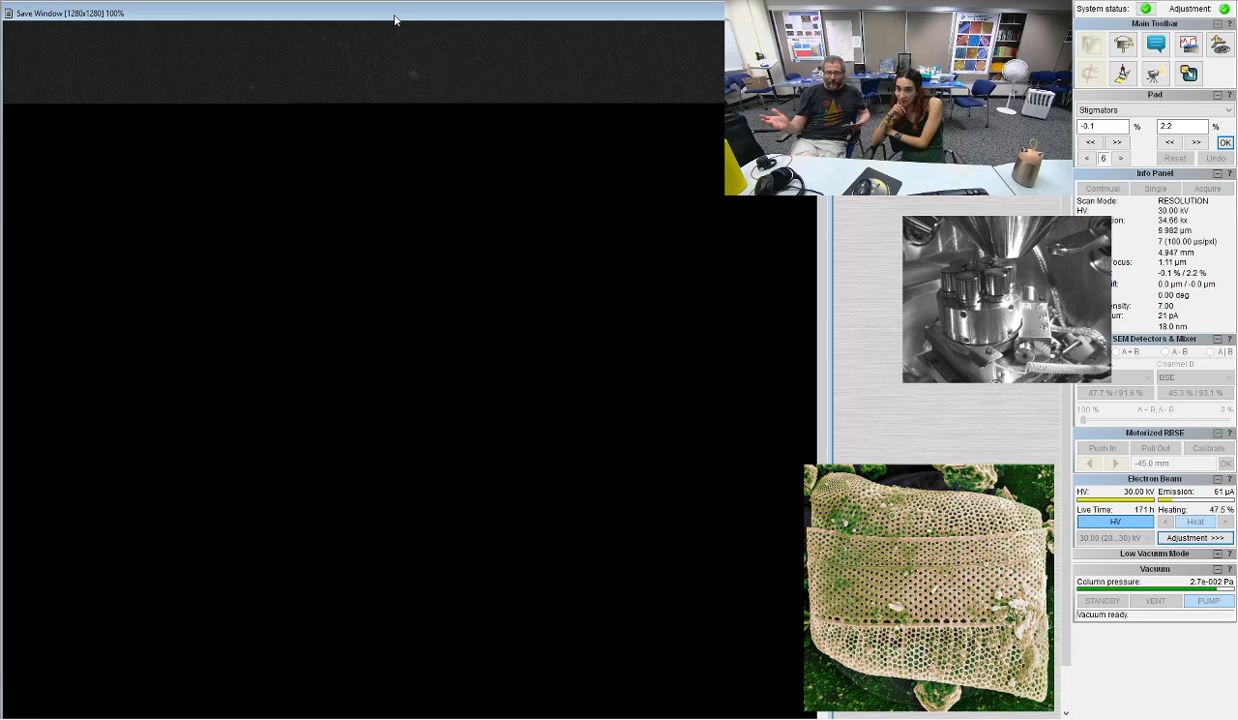 Save Window [1280x1280] 100%
System status: Adjustment:
Main Toolbar ?
Pad ?
Stigmators
-0.1 % 2.2 %
<< >> << >> OK
< 6 > Reset Undo
Info Panel ?
Continual Single Acquire
Scan Mode: RESOLUTION
HV: 30.00 kV
34.66 kx
9.982 µm
7 (100.00 µs/pxl)
4.947 mm
ocus: 1.11 µm
-0.1 % / 2.2 %
0.0 µm / -0.0 µm
0.00 deg
ensity: 7.00
urr: 21 pA
18.0 nm
SEM Detectors & Mixer ?
A+B A-B A|B
BSE
47.7 % / 91.6 % 45.3 % / 93.1 %
100 % 0 %
Motorized RBSE ?
Push In Pull Out Calibrate
-45.0 mm OK
Electron Beam ?
HV: 30.00 kV Emission: 61 µA
Live Time: 171 h Heating: 47.5 %
HV < Heat >
30.00 (20...30) kV Adjustment >>>
Low Vacuum Mode ?
Vacuum ?
Column pressure: 2.7e-002 Pa
STANDBY VENT PUMP
Vacuum ready.